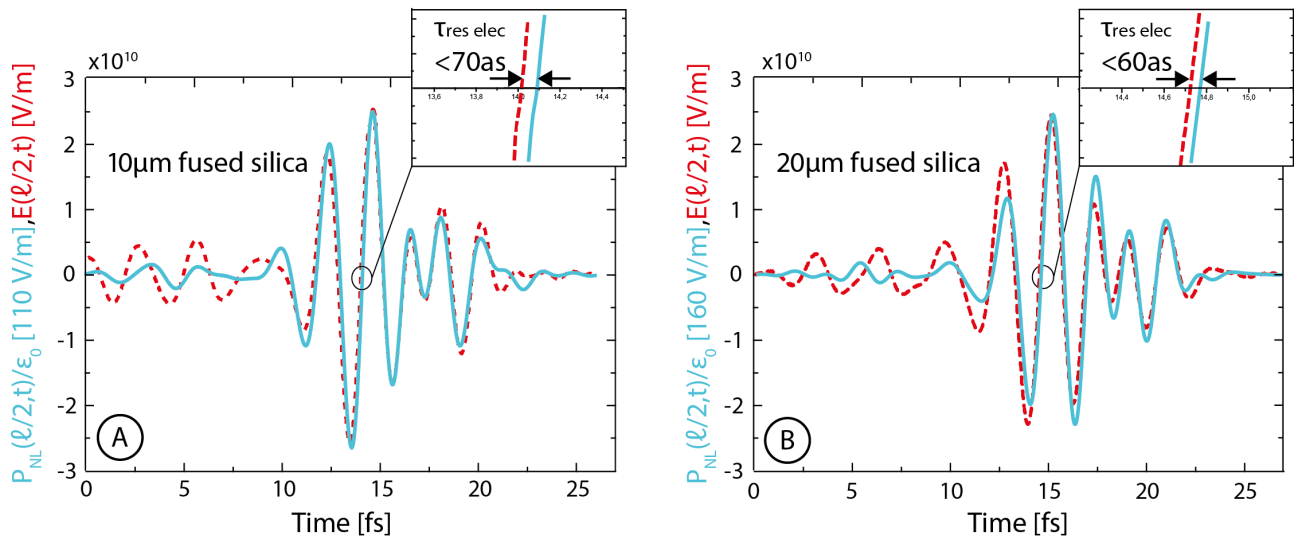 x10¹⁰
3
2
1
0
-1
-2
-3
0
5
10
15
20
25
Time [fs]
P_NL(ℓ/2,t)/ε₀ [110 V/m],E(ℓ/2,t) [V/m]
10µm fused silica
A
τres elec
<70as
13,6
13,8
14,0
14,2
14,4
x10¹⁰
3
2
1
0
-1
-2
-3
0
5
10
15
20
25
Time [fs]
P_NL(ℓ/2,t)/ε₀ [160 V/m],E(ℓ/2,t) [V/m]
20µm fused silica
B
τres elec
<60as
14,4
14,6
14,8
15,0